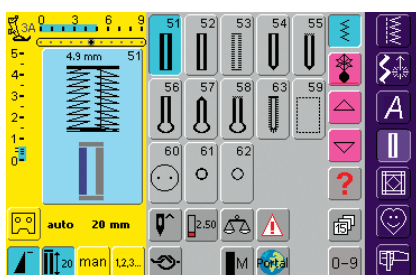 3A 0 3 6 9
51 52 53 54 55
5-
4.9 mm 51
4-
3-
56 57 58 63 59
2-
1-
0
60 61 62
?
auto 20 mm
2.50
15
20 man 1,2,3...
M Portal 0-9
A